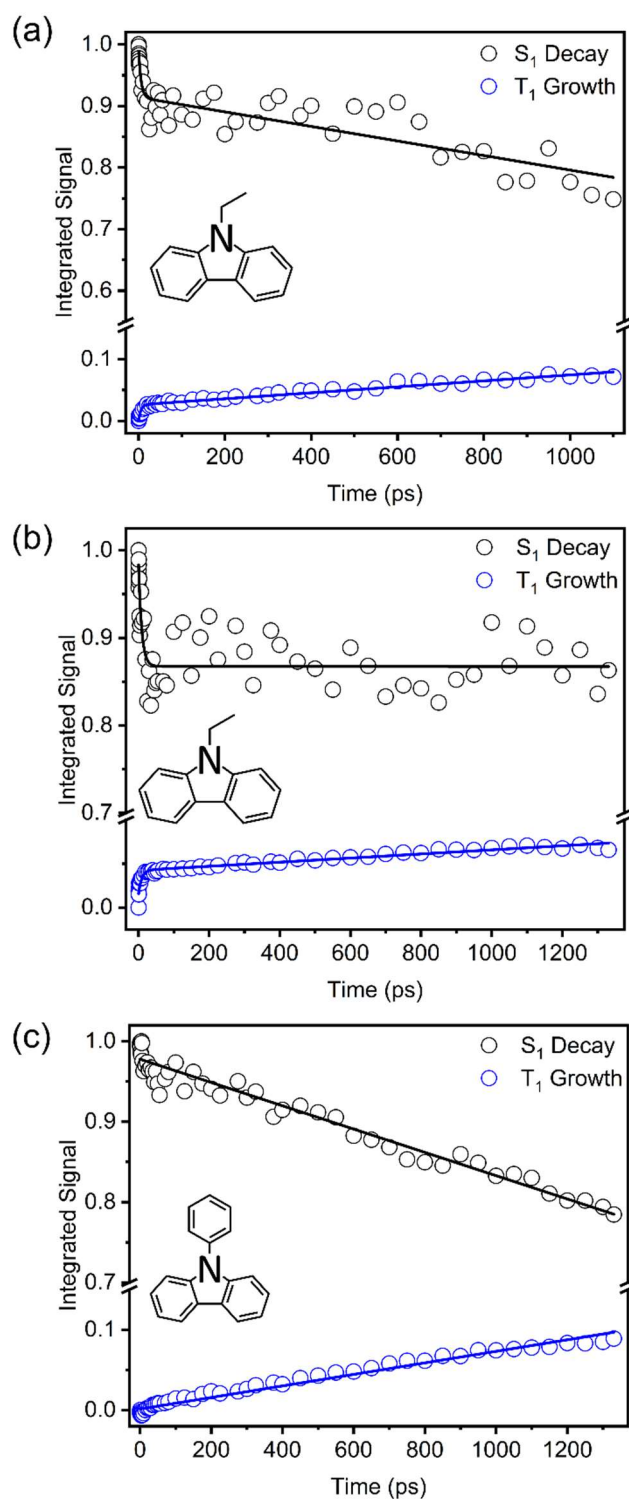 (a)
1.0
S₁ Decay
T₁ Growth
0.9
0.8
0.7
0.6
0.1
0.0
Integrated Signal
N
0 200 400 600 800 1000
Time (ps)
(b)
1.0
S₁ Decay
T₁ Growth
0.9
0.8
0.7
0.0
Integrated Signal
N
0 200 400 600 800 1000 1200
Time (ps)
(c)
1.0
S₁ Decay
T₁ Growth
0.9
0.8
0.7
0.1
0.0
Integrated Signal
N
0 200 400 600 800 1000 1200
Time (ps)